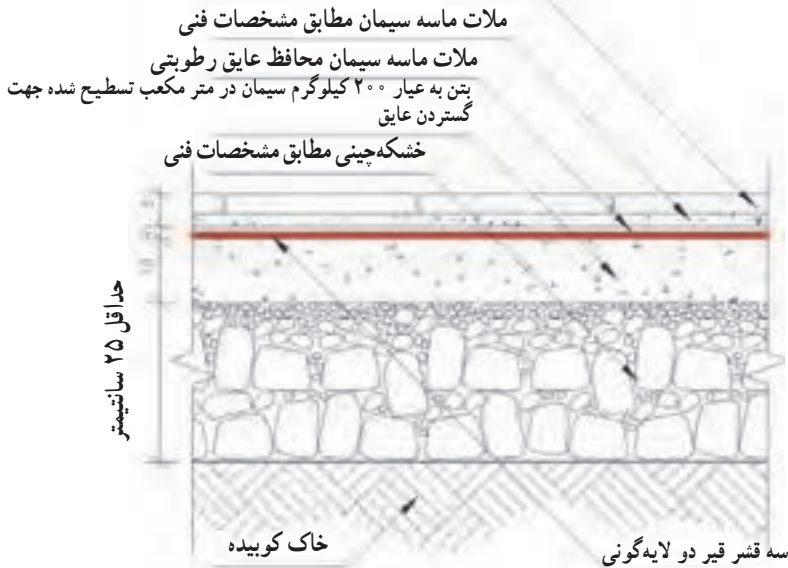 ملات ماسه سیمان مطابق مشخصات فنی
ملات ماسه سیمان محافظ عایق رطوبتی
بتن به عیار ۲۰۰ کیلوگرم سیمان در متر مکعب تسطیح شده جهت
گستردن عایق
خشکه‌چینی مطابق مشخصات فنی
حداقل ۲۵ سانتیمتر
خاک کوبیده
سه قشر قیر دو لایه‌گونی